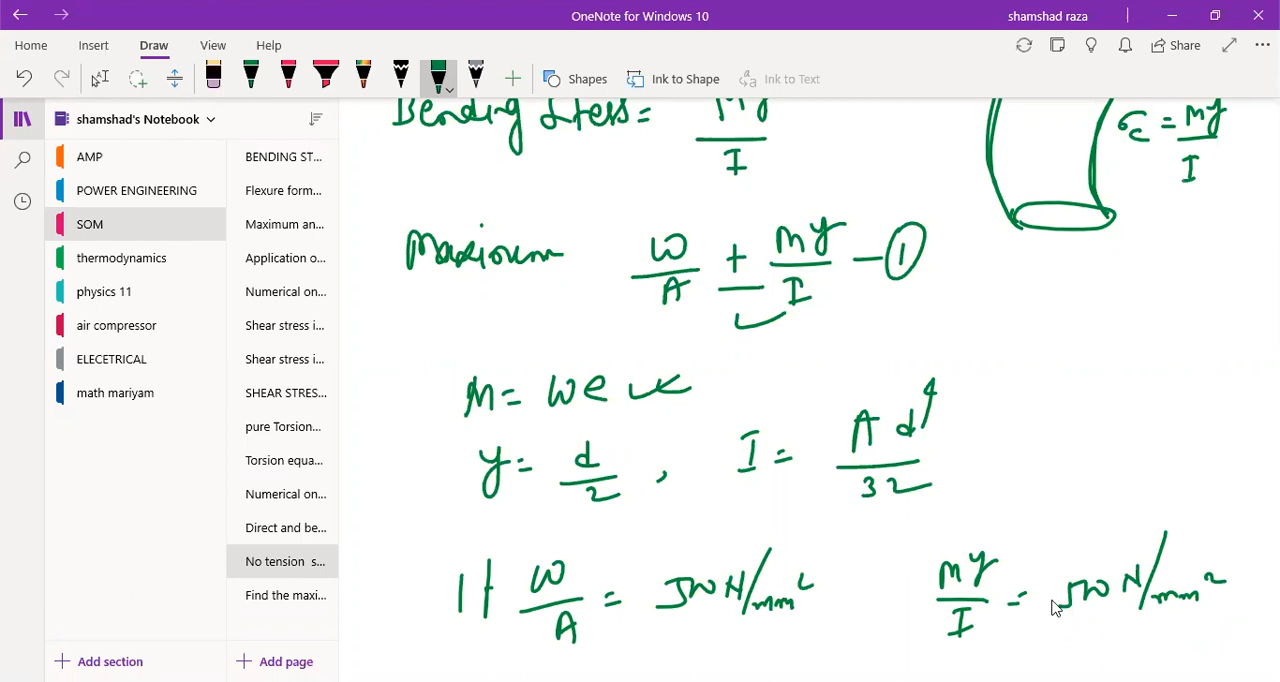 OneNote for Windows 10
shamshad raza
Home Insert Draw View Help
Share
Shapes
Ink to Shape
Ink to Text
shamshad's Notebook
AMP
POWER ENGINEERING
SOM
thermodynamics
physics 11
air compressor
ELECETRICAL
math mariyam
Add section
BENDING ST...
Flexure form...
Maximum an...
Application o...
Numerical on...
Shear stress i...
Shear stress i...
SHEAR STRES...
pure Torsion...
Torsion equa...
Numerical on...
Direct and be...
No tension s...
Find the maxi...
Add page
Bending Stress = My/I
= My/I
Maximum W/A + My/I — ①
M = We
y = d/2 , I = A d⁴/32
If W/A = 500 N/mm² My/I = 500 N/mm²